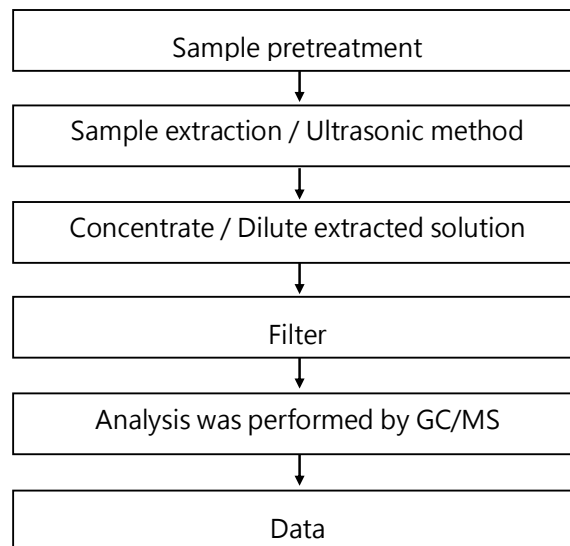 Sample pretreatment
Sample extraction / Ultrasonic method
Concentrate / Dilute extracted solution
Filter
Analysis was performed by GC/MS
Data